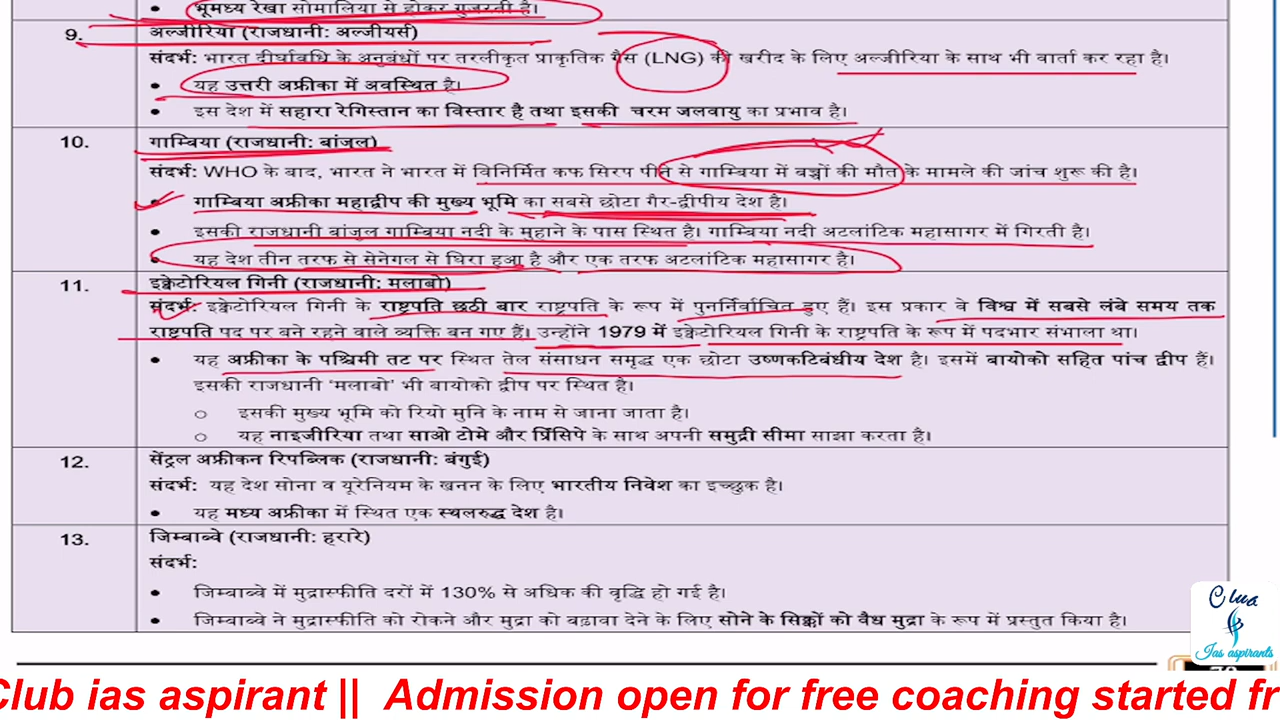 • भूमध्य रेखा सोमालिया से होकर गुजरती है।
9. अल्जीरिया (राजधानी: अल्जीयर्स)
संदर्भ: भारत दीर्घावधि के अनुबंधों पर तरलीकृत प्राकृतिक गैस (LNG) की खरीद के लिए अल्जीरिया के साथ भी वार्ता कर रहा है।
• यह उत्तरी अफ्रीका में अवस्थित है।
• इस देश में सहारा रेगिस्तान का विस्तार है तथा इसकी चरम जलवायु का प्रभाव है।
10. गाम्बिया (राजधानी: बांजुल)
संदर्भ: WHO के बाद, भारत ने भारत में विनिर्मित कफ सिरप पीने से गाम्बिया में बच्चों की मौत के मामले की जांच शुरू की है।
• गाम्बिया अफ्रीका महाद्वीप की मुख्य भूमि का सबसे छोटा गैर-द्वीपीय देश है।
• इसकी राजधानी बांजुल गाम्बिया नदी के मुहाने के पास स्थित है। गाम्बिया नदी अटलांटिक महासागर में गिरती है।
• यह देश तीन तरफ से सेनेगल से घिरा हुआ है और एक तरफ अटलांटिक महासागर है।
11. इक्वेटोरियल गिनी (राजधानी: मलाबो)
संदर्भ: इक्वेटोरियल गिनी के राष्ट्रपति छठी बार राष्ट्रपति के रूप में पुनर्निर्वाचित हुए हैं। इस प्रकार वे विश्व में सबसे लंबे समय तक
राष्ट्रपति पद पर बने रहने वाले व्यक्ति बन गए हैं। उन्होंने 1979 में इक्वेटोरियल गिनी के राष्ट्रपति के रूप में पदभार संभाला था।
• यह अफ्रीका के पश्चिमी तट पर स्थित तेल संसाधन समृद्ध एक छोटा उष्णकटिबंधीय देश है। इसमें बायोको सहित पांच द्वीप हैं।
इसकी राजधानी ‘मलाबो’ भी बायोको द्वीप पर स्थित है।
○ इसकी मुख्य भूमि को रियो मुनि के नाम से जाना जाता है।
○ यह नाइजीरिया तथा साओ टोमे और प्रिंसिपे के साथ अपनी समुद्री सीमा साझा करता है।
12. सेंट्रल अफ्रीकन रिपब्लिक (राजधानी: बंगुई)
संदर्भ: यह देश सोना व यूरेनियम के खनन के लिए भारतीय निवेश का इच्छुक है।
• यह मध्य अफ्रीका में स्थित एक स्थलरुद्ध देश है।
13. जिम्बाब्वे (राजधानी: हरारे)
संदर्भ:
• जिम्बाब्वे में मुद्रास्फीति दरों में 130% से अधिक की वृद्धि हो गई है।
• जिम्बाब्वे ने मुद्रास्फीति को रोकने और मुद्रा को बढ़ावा देने के लिए सोने के सिक्कों को वैध मुद्रा के रूप में प्रस्तुत किया है।
Club
Ias aspirants
Club ias aspirant || Admission open for free coaching started fr